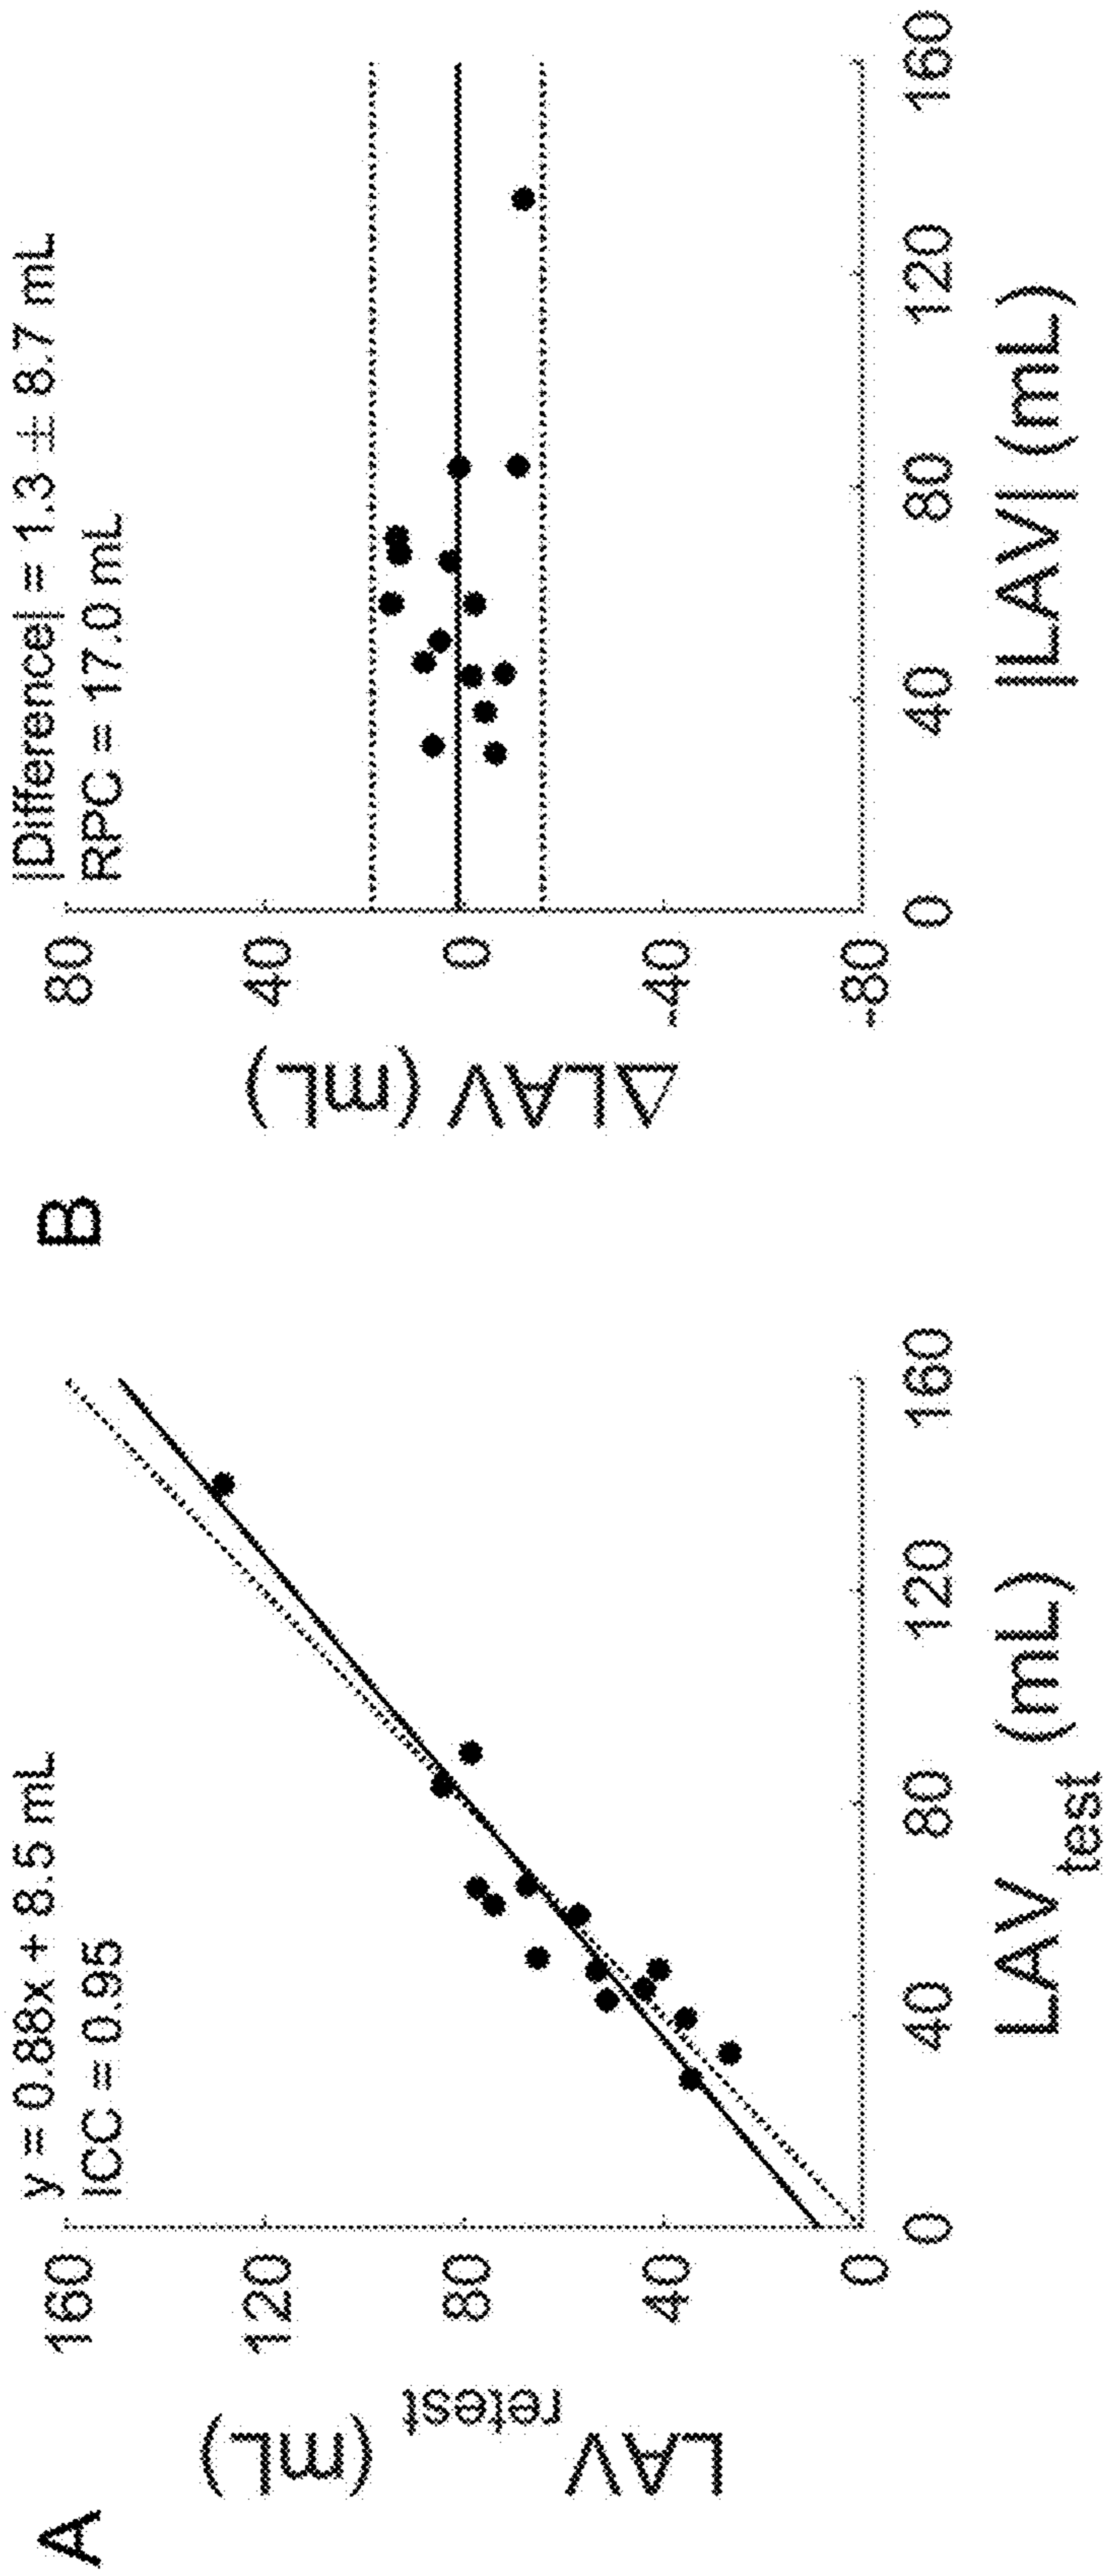 A
y = 0.88x + 8.5 mL
ICC = 0.95
LAVretest (mL)
160
120
80
40
0
0 40 80 120 160
LAVtest (mL)
B
|Difference| = 1.3 ± 8.7 mL
RPC = 17.0 mL
ΔLAV (mL)
80
40
0
-40
-80
0 40 80 120 160
|LAV| (mL)